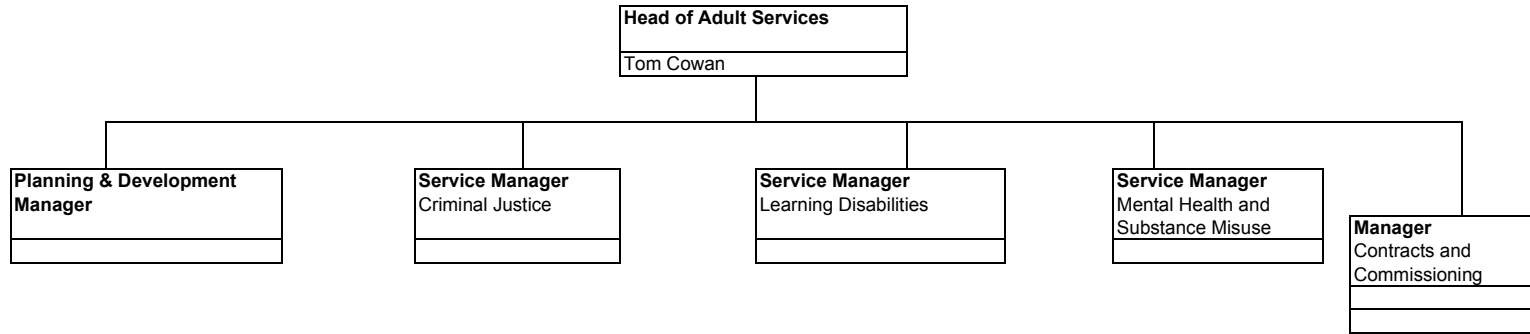 Head of Adult Services
Tom Cowan
Planning & Development
Manager
Service Manager
Criminal Justice
Service Manager
Learning Disabilities
Service Manager
Mental Health and
Substance Misuse
Manager
Contracts and
Commissioning